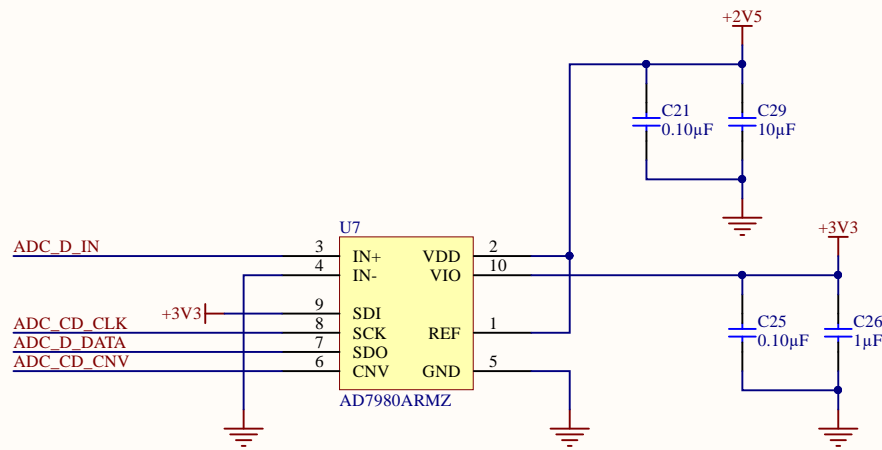 +2V5
C21
0.10µF
C29
10µF
+3V3
U7
ADC_D_IN 3 IN+ VDD 2
4 IN- VIO 10
+3V3 9 SDI
ADC_CD_CLK 8 SCK REF 1
ADC_D_DATA 7 SDO
ADC_CD_CNV 6 CNV GND 5
AD7980ARMZ
C25
0.10µF
C26
1µF